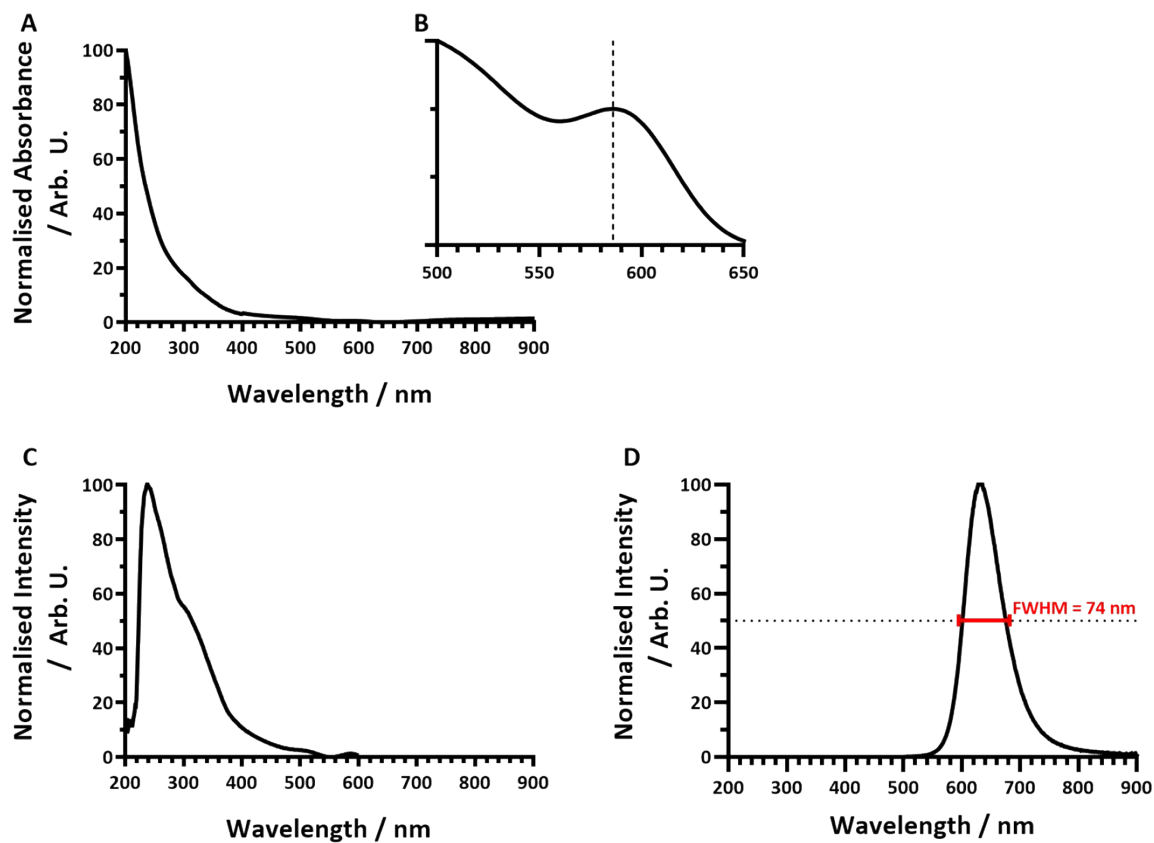 A
Normalised Absorbance
/ Arb. U.
100
80
60
40
20
0
200 300 400 500 600 700 800 900
Wavelength / nm
B
500 550 600 650
C
Normalised Intensity
/ Arb. U.
100
80
60
40
20
0
200 300 400 500 600 700 800 900
Wavelength / nm
D
Normalised Intensity
/ Arb. U.
100
80
60
40
20
0
FWHM = 74 nm
200 300 400 500 600 700 800 900
Wavelength / nm